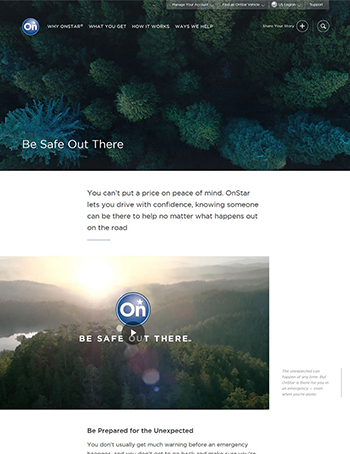 Manage Your Account
Find an OnStar Vehicle
US English
Support
On
WHY ONSTAR®
WHAT YOU GET
HOW IT WORKS
WAYS WE HELP
Share Your Story
Be Safe Out There
You can't put a price on peace of mind. OnStar
lets you drive with confidence, knowing someone
can be there to help no matter what happens out
on the road
On
BE SAFE OUT THERE.
The unexpected can
happen at any time. But
OnStar is there for you in
an emergency — even
when you're alone.
Be Prepared for the Unexpected
You don't usually get much warning before an emergency
happens, and you don't get to go back and make sure you're